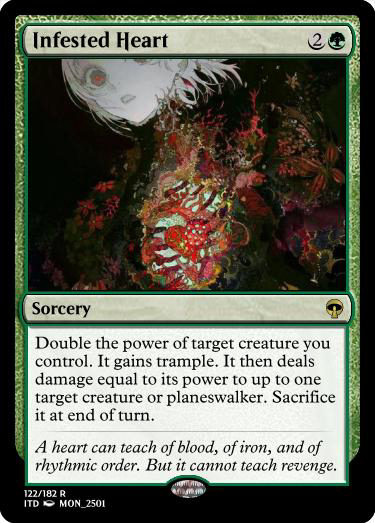 Infested Heart 2
Sorcery
Double the power of target creature you
control. It gains trample. It then deals
damage equal to its power to up to one
target creature or planeswalker. Sacrifice
it at end of turn.
A heart can teach of blood, of iron, and of
rhythmic order. But it cannot teach revenge.
122/182 R
ITD MON_2501